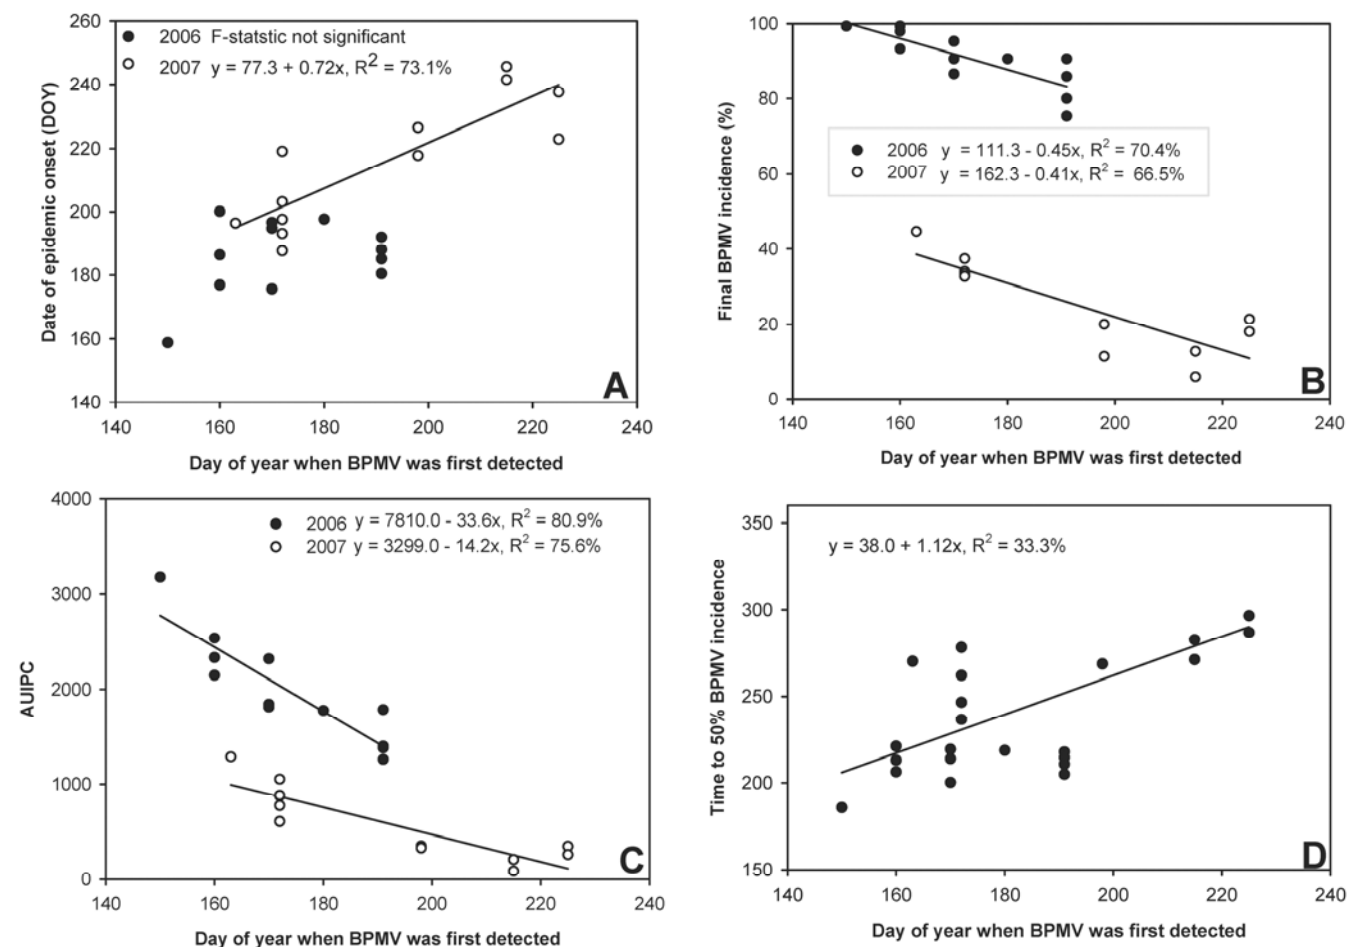 260
240
220
200
180
160
140
140 160 180 200 220 240
Date of epidemic onset (DOY)
Day of year when BPMV was first detected
2006 F-statstic not significant
2007 y = 77.3 + 0.72x, R2 = 73.1%
A
100
80
60
40
20
0
140 160 180 200 220 240
Final BPMV incidence (%)
Day of year when BPMV was first detected
2006 y = 111.3 - 0.45x, R2 = 70.4%
2007 y = 162.3 - 0.41x, R2 = 66.5%
B
4000
3000
2000
1000
0
140 160 180 200 220 240
AUIPC
Day of year when BPMV was first detected
2006 y = 7810.0 - 33.6x, R2 = 80.9%
2007 y = 3299.0 - 14.2x, R2 = 75.6%
C
350
300
250
200
150
140 160 180 200 220 240
Time to 50% BPMV incidence
Day of year when BPMV was first detected
y = 38.0 + 1.12x, R2 = 33.3%
D